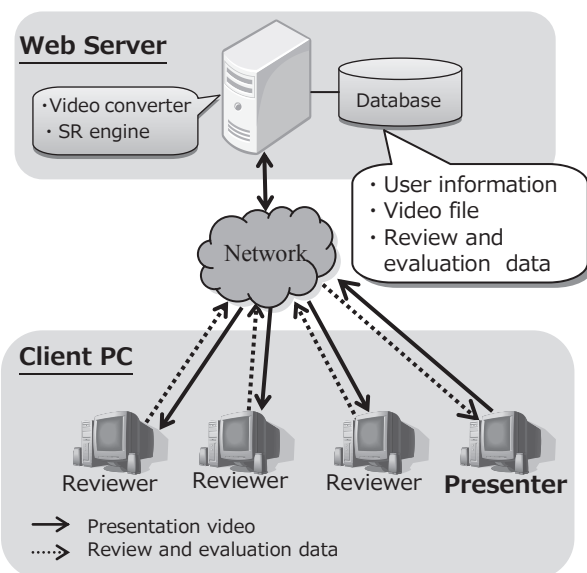 Web Server
・Video converter
・SR engine
Database
・User information
・Video file
・Review and
evaluation data
Network
Client PC
Reviewer
Reviewer
Reviewer
Presenter
Presentation video
Review and evaluation data